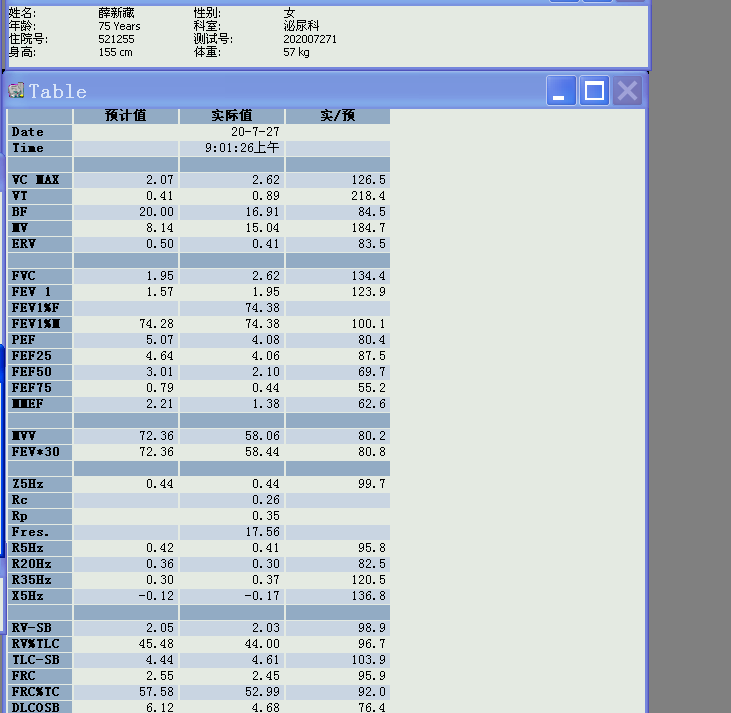 姓名: 薛新藏 性别: 女
年龄: 75 Years 科室: 泌尿科
住院号: 521255 测试号: 202007271
身高: 155 cm 体重: 57 kg
Table
预计值 实际值 实/预
Date 20-7-27
Time 9:01:26上午
VC MAX 2.07 2.62 126.5
VT 0.41 0.89 218.4
BF 20.00 16.91 84.5
MV 8.14 15.04 184.7
ERV 0.50 0.41 83.5
FVC 1.95 2.62 134.4
FEV 1 1.57 1.95 123.9
FEV1%F 74.38
FEV1%M 74.28 74.38 100.1
PEF 5.07 4.08 80.4
FEF25 4.64 4.06 87.5
FEF50 3.01 2.10 69.7
FEF75 0.79 0.44 55.2
MMEF 2.21 1.38 62.6
MVV 72.36 58.06 80.2
FEV*30 72.36 58.44 80.8
Z5Hz 0.44 0.44 99.7
Rc 0.26
Rp 0.35
Fres. 17.56
R5Hz 0.42 0.41 95.8
R20Hz 0.36 0.30 82.5
R35Hz 0.30 0.37 120.5
X5Hz -0.12 -0.17 136.8
RV-SB 2.05 2.03 98.9
RV%TLC 45.48 44.00 96.7
TLC-SB 4.44 4.61 103.9
FRC 2.55 2.45 95.9
FRC%TC 57.58 52.99 92.0
DLCOSB 6.12 4.68 76.4